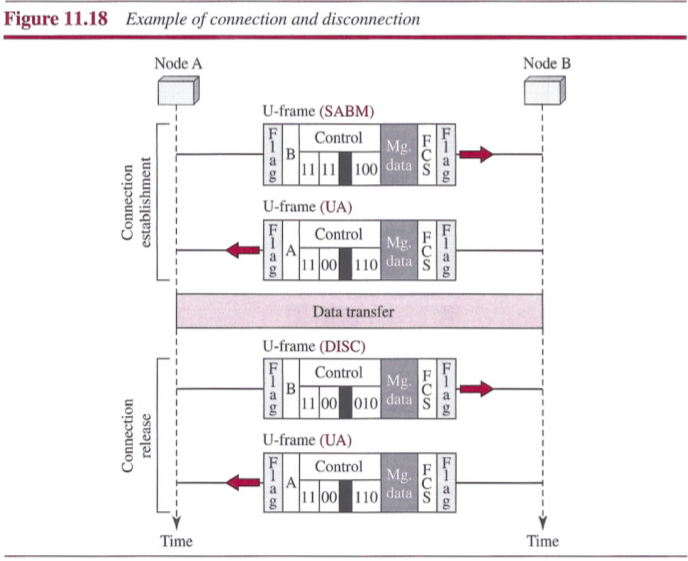 Figure 11.18 Example of connection and disconnection
Node A
Node B
U-frame (SABM)
Flag
B
Control
11 11 100
Mg. data
FCS
Flag
Connection establishment
U-frame (UA)
Flag
A
Control
11 00 110
Mg. data
FCS
Flag
Data transfer
U-frame (DISC)
Flag
B
Control
11 00 010
Mg. data
FCS
Flag
Connection release
U-frame (UA)
Flag
A
Control
11 00 110
Mg. data
FCS
Flag
Time
Time